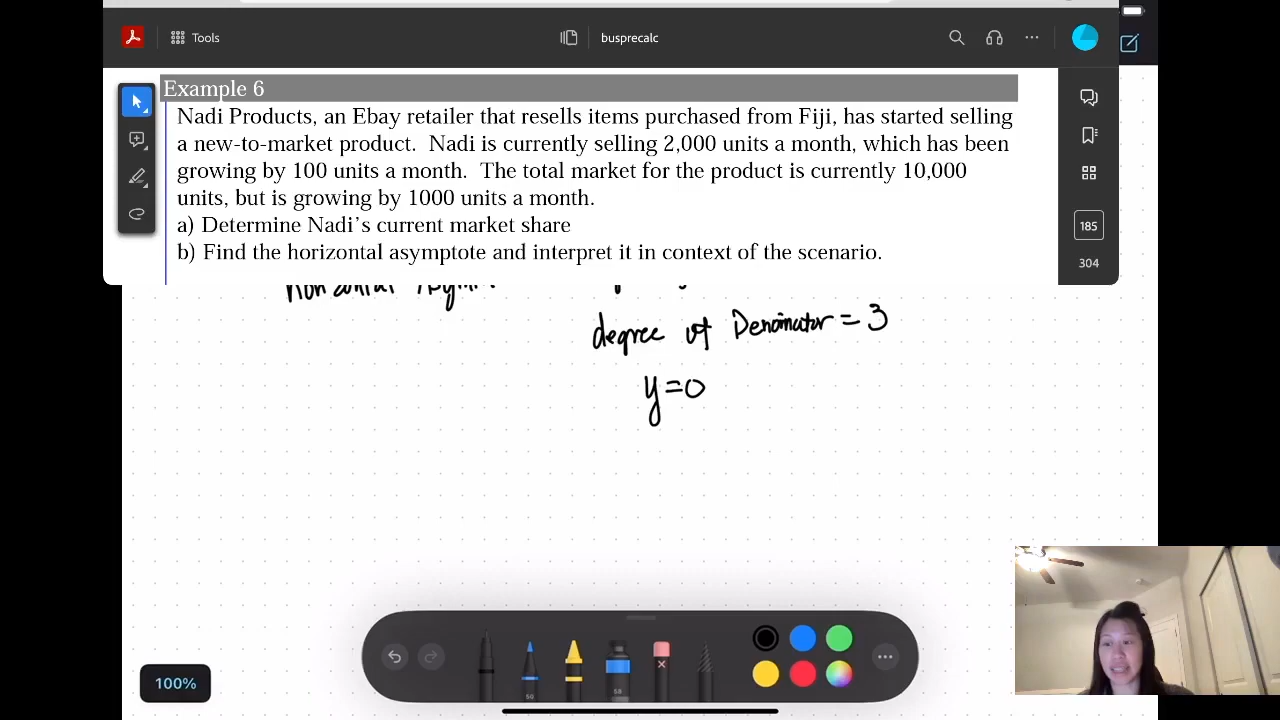 Tools
busprecalc
Example 6
Nadi Products, an Ebay retailer that resells items purchased from Fiji, has started selling
a new-to-market product. Nadi is currently selling 2,000 units a month, which has been
growing by 100 units a month. The total market for the product is currently 10,000
units, but is growing by 1000 units a month.
a) Determine Nadi's current market share
b) Find the horizontal asymptote and interpret it in context of the scenario.
185
304
Horizontal
degree of Denominator = 3
y=0
50
58
100%